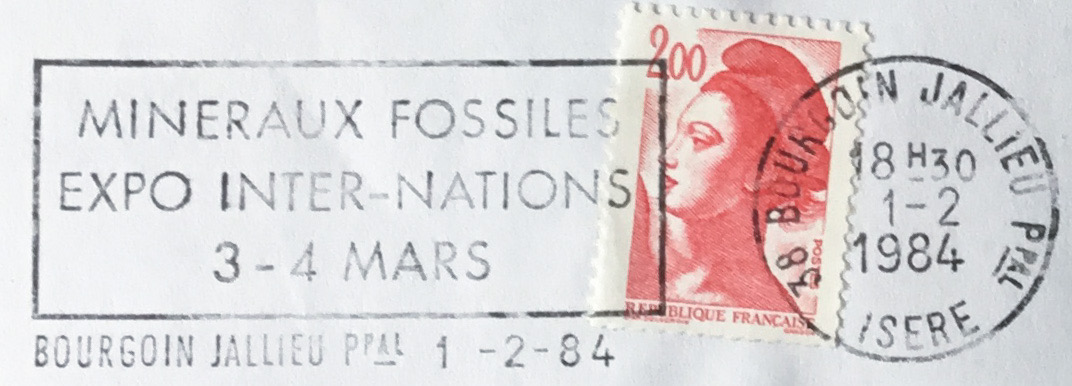 MINERAUX FOSSILES
EXPO INTER-NATIONS
3-4 MARS
BOURGOIN JALLIEU PPAL 1 -2-84
2,00
POSTES
REPUBLIQUE FRANCAISE
38 BOURGOIN JALLIEU PPAL
18 H30
1-2
1984
ISERE